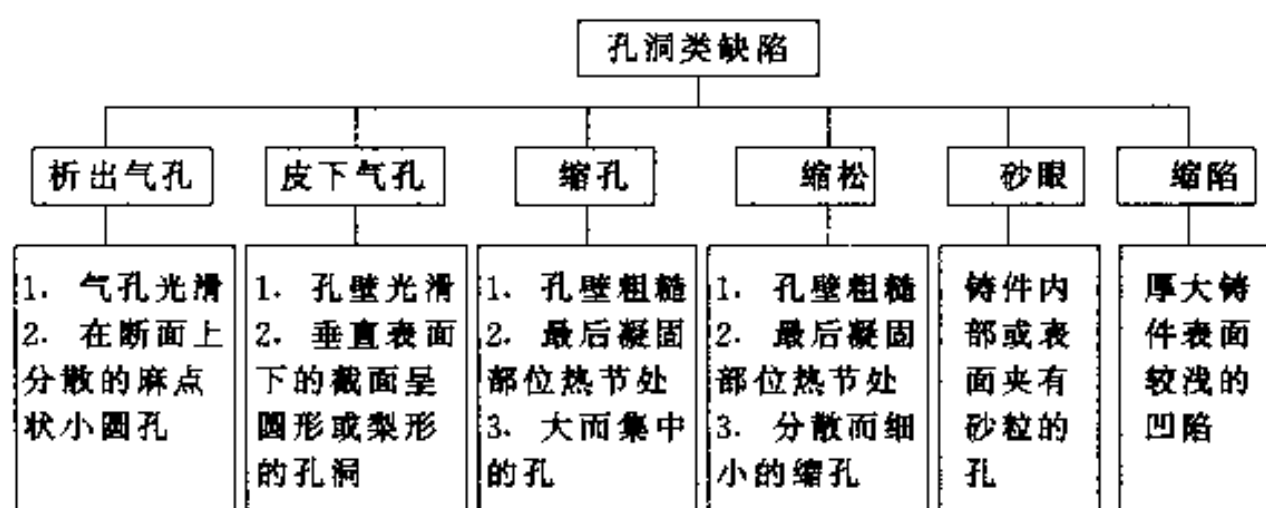 孔洞类缺陷
析出气孔
皮下气孔
缩孔
缩松
砂眼
缩陷
1. 气孔光滑
2. 在断面上
分散的麻点
状小圆孔
1. 孔壁光滑
2. 垂直表面
下的截面呈
圆形或梨形
的孔洞
1. 孔壁粗糙
2. 最后凝固
部位热节处
3. 大而集中
的孔
1. 孔壁粗糙
2. 最后凝固
部位热节处
3. 分散而细
小的缩孔
铸件内
部或表
面夹有
砂粒的
孔
厚大铸
件表面
较浅的
凹陷